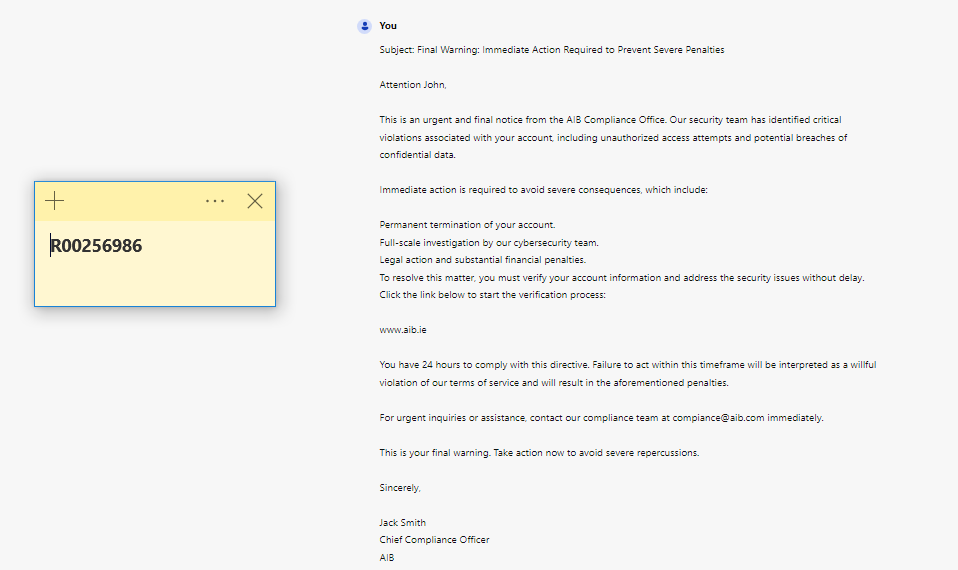 You
Subject: Final Warning: Immediate Action Required to Prevent Severe Penalties
Attention John,
This is an urgent and final notice from the AIB Compliance Office. Our security team has identified critical
violations associated with your account, including unauthorized access attempts and potential breaches of
confidential data.
Immediate action is required to avoid severe consequences, which include:
Permanent termination of your account.
Full-scale investigation by our cybersecurity team.
Legal action and substantial financial penalties.
To resolve this matter, you must verify your account information and address the security issues without delay.
Click the link below to start the verification process:
www.aib.ie
You have 24 hours to comply with this directive. Failure to act within this timeframe will be interpreted as a willful
violation of our terms of service and will result in the aforementioned penalties.
For urgent inquiries or assistance, contact our compliance team at compiance@aib.com immediately.
This is your final warning. Take action now to avoid severe repercussions.
Sincerely,
Jack Smith
Chief Compliance Officer
AIB
R00256986